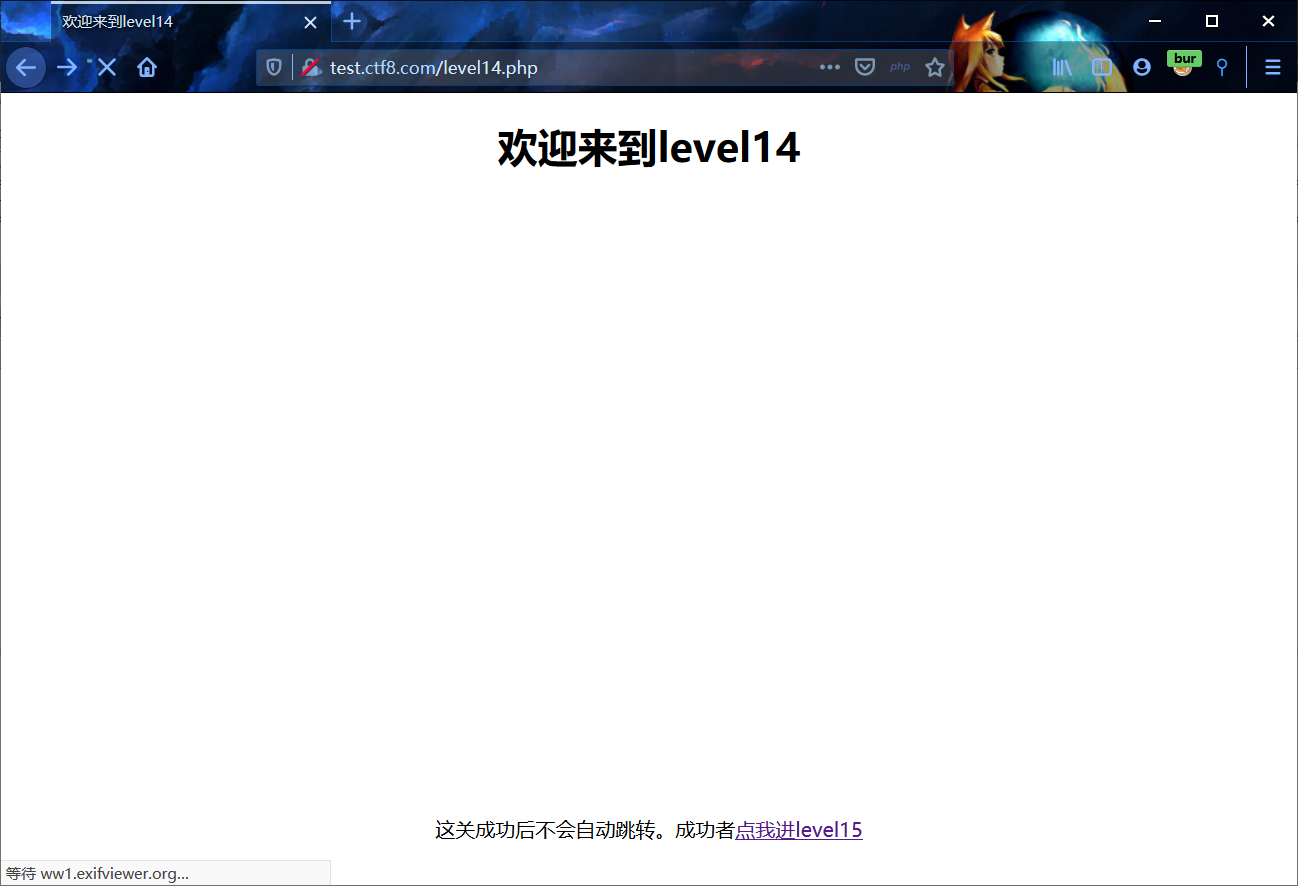 欢迎来到level14
test.ctf8.com/level14.php
php
bur
欢迎来到level14
这关成功后不会自动跳转。成功者点我进level15
等待 ww1.exifviewer.org...